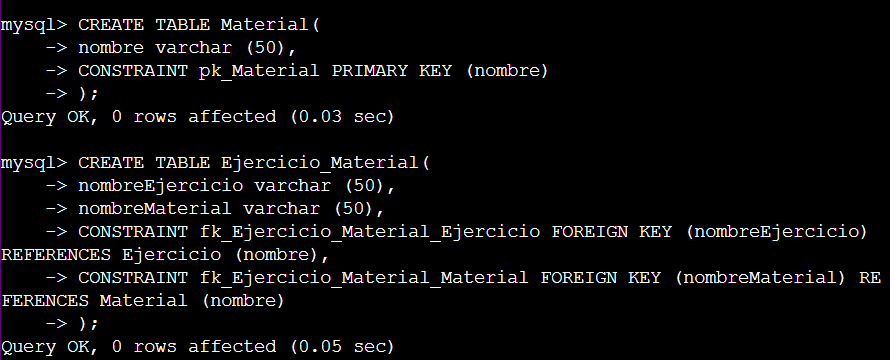 mysql> CREATE TABLE Material(
    -> nombre varchar (50),
    -> CONSTRAINT pk_Material PRIMARY KEY (nombre)
    -> );
Query OK, 0 rows affected (0.03 sec)

mysql> CREATE TABLE Ejercicio_Material(
    -> nombreEjercicio varchar (50),
    -> nombreMaterial varchar (50),
    -> CONSTRAINT fk_Ejercicio_Material_Ejercicio FOREIGN KEY (nombreEjercicio)
REFERENCES Ejercicio (nombre),
    -> CONSTRAINT fk_Ejercicio_Material_Material FOREIGN KEY (nombreMaterial) RE
FERENCES Material (nombre)
    -> );
Query OK, 0 rows affected (0.05 sec)